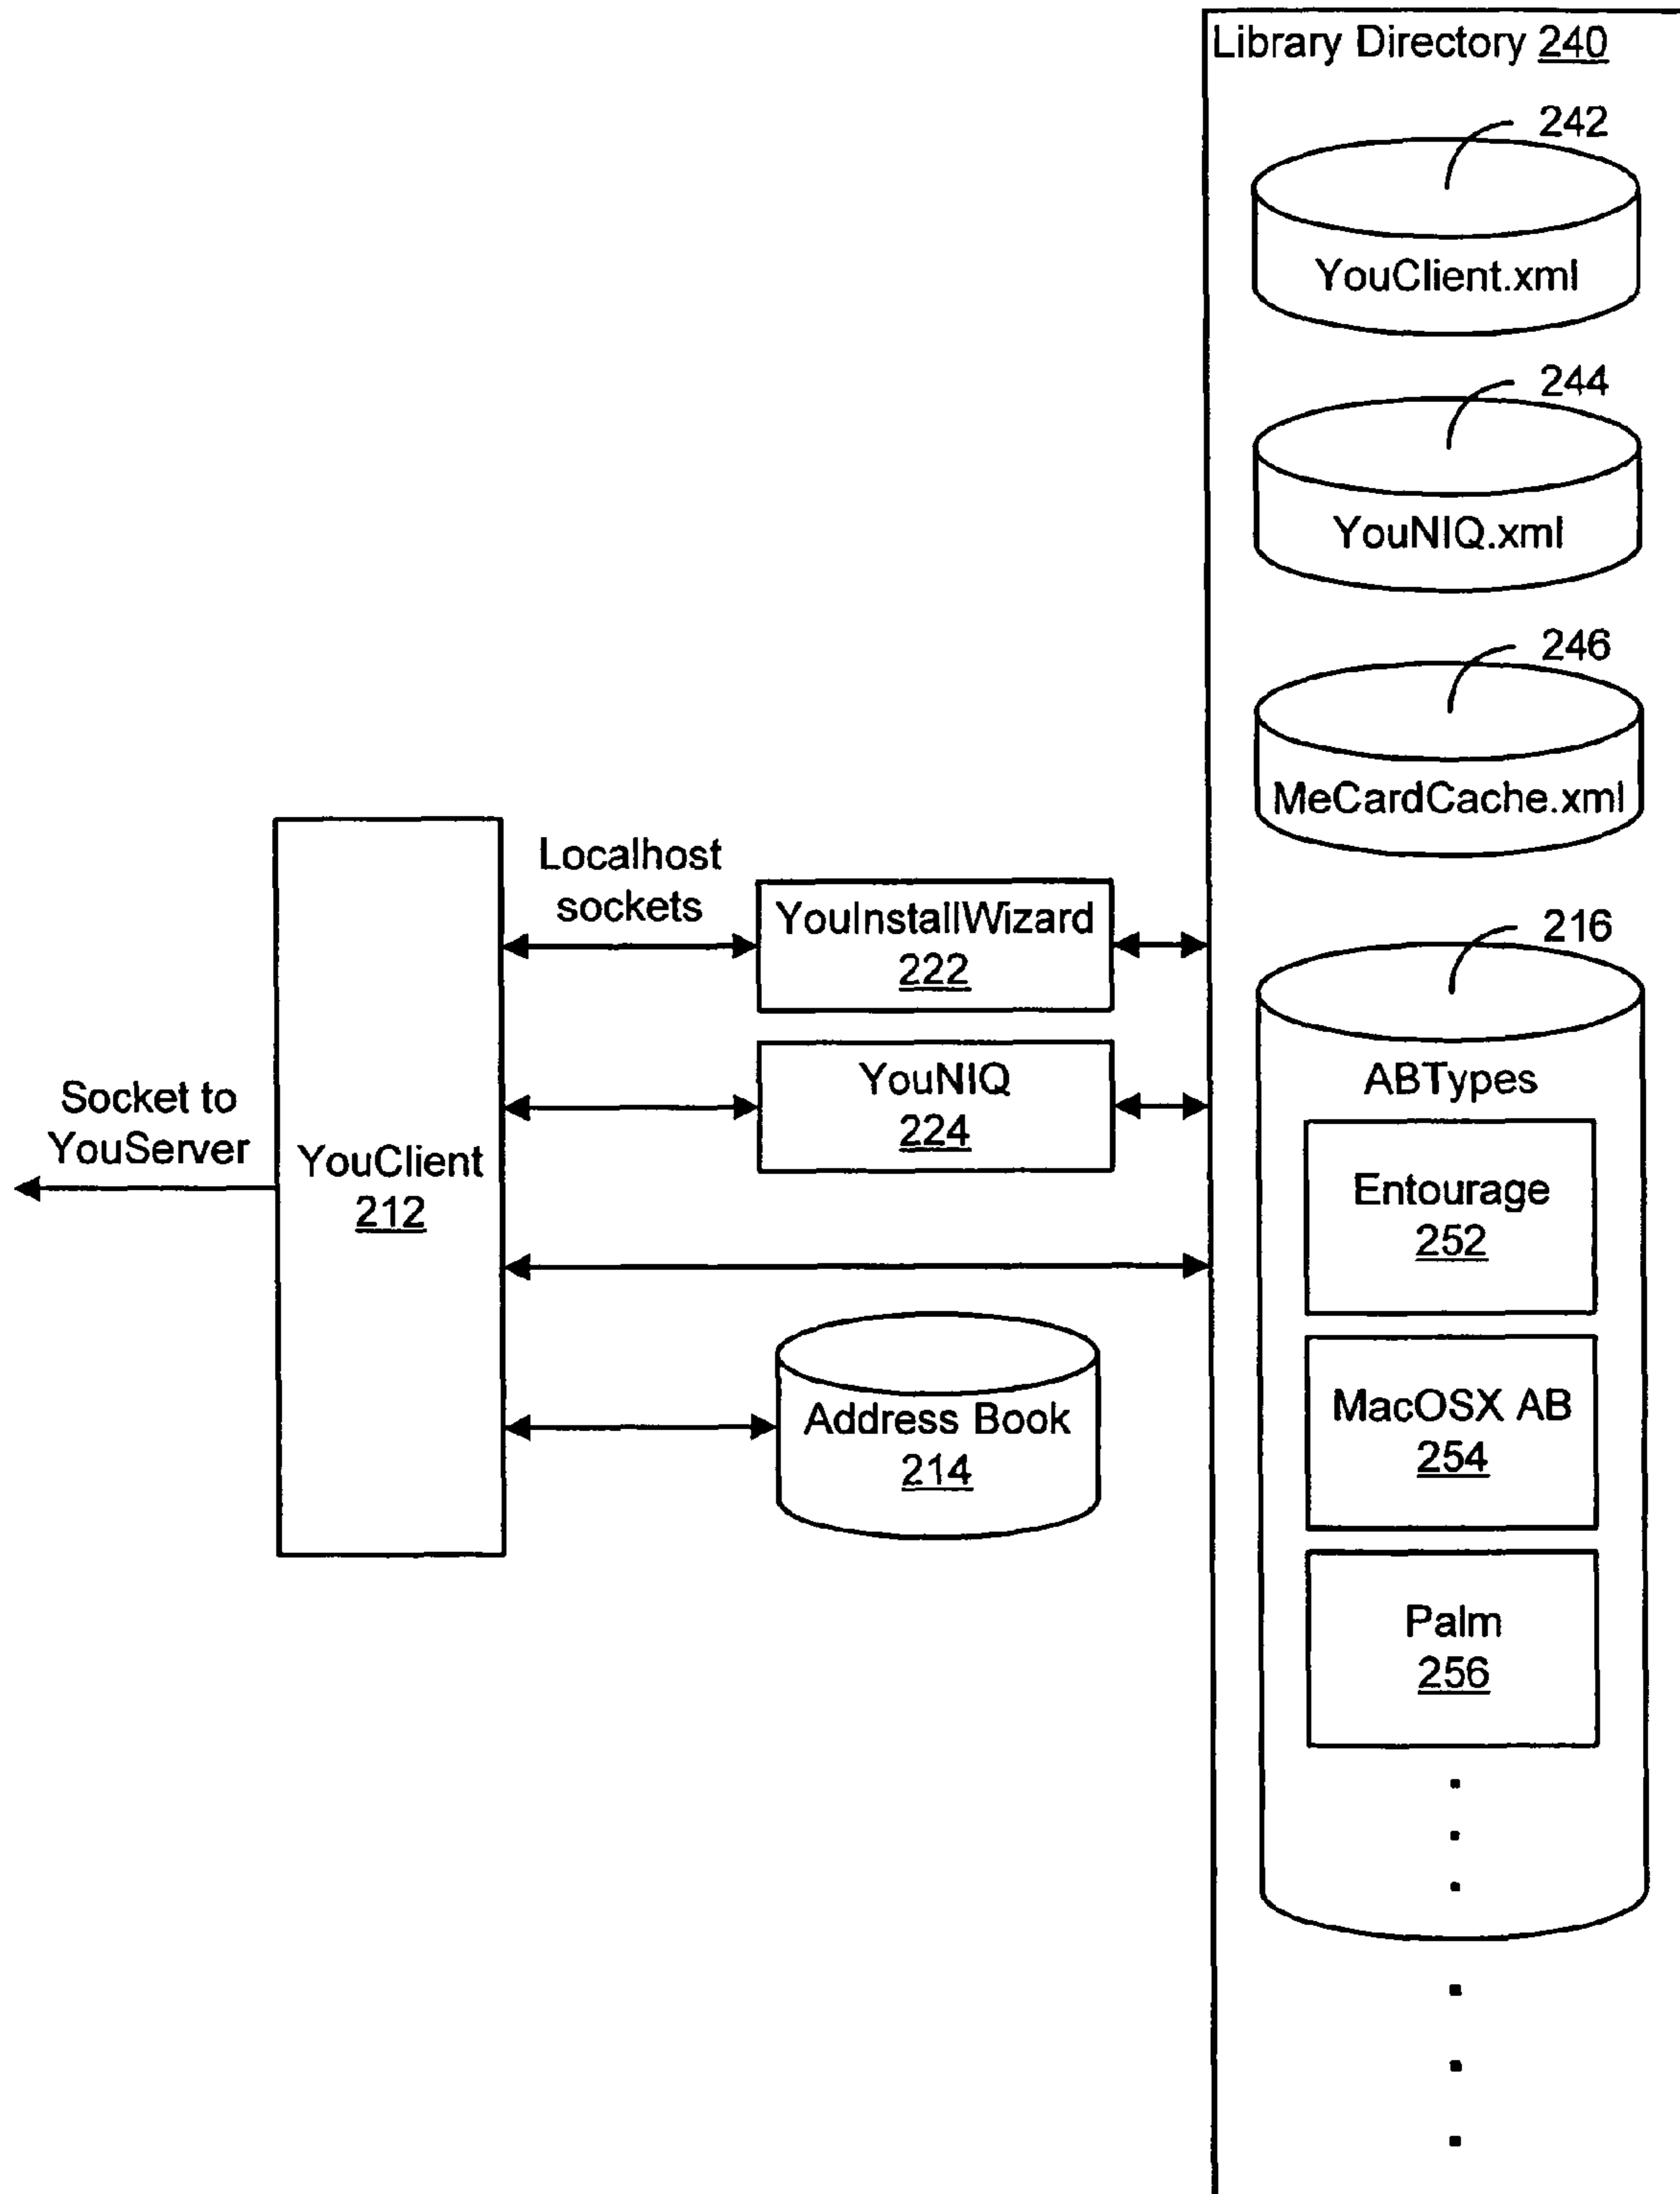 Library Directory 240
242
YouClient.xml
244
YouNIQ.xml
246
MeCardCache.xml
Localhost
sockets
YouInstallWizard
222
216
ABTypes
YouNIQ
224
Socket to
YouServer
YouClient
212
Entourage
252
Address Book
214
MacOSX AB
254
Palm
256